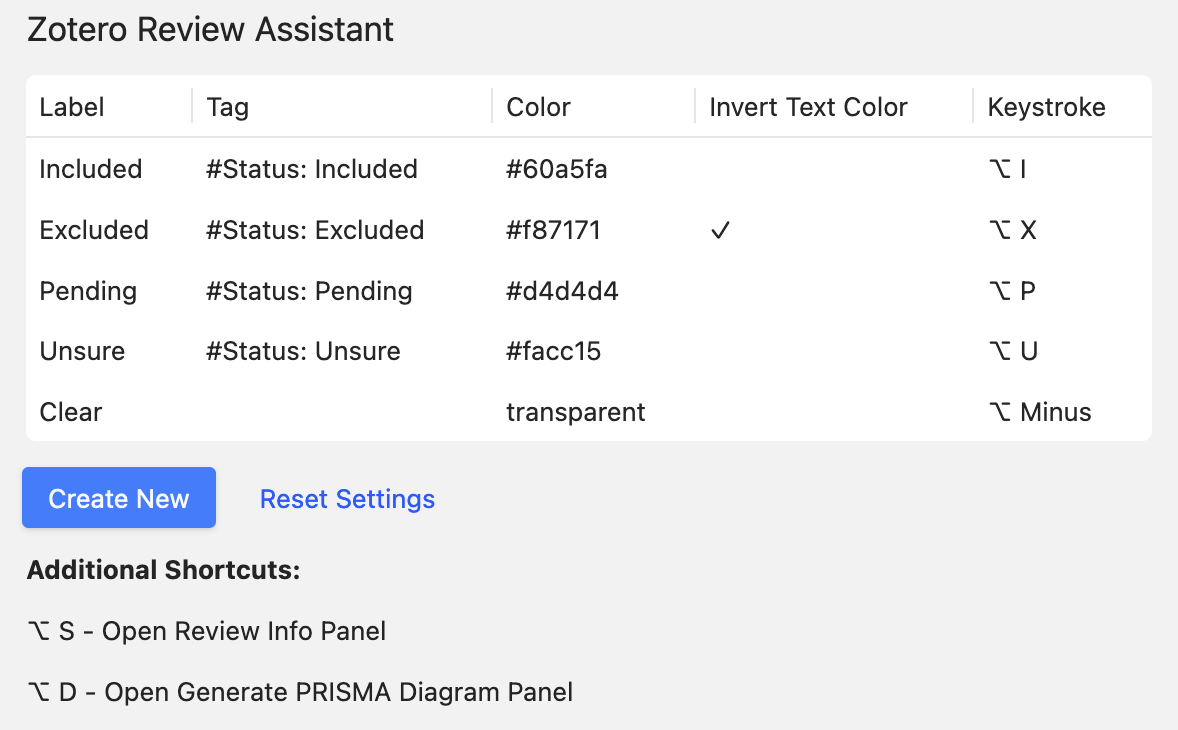 Zotero Review Assistant
Label Tag Color Invert Text Color Keystroke
Included #Status: Included #60a5fa ⌥ I
Excluded #Status: Excluded #f87171 ✓ ⌥ X
Pending #Status: Pending #d4d4d4 ⌥ P
Unsure #Status: Unsure #facc15 ⌥ U
Clear transparent ⌥ Minus
Create New Reset Settings
Additional Shortcuts:
⌥ S - Open Review Info Panel
⌥ D - Open Generate PRISMA Diagram Panel